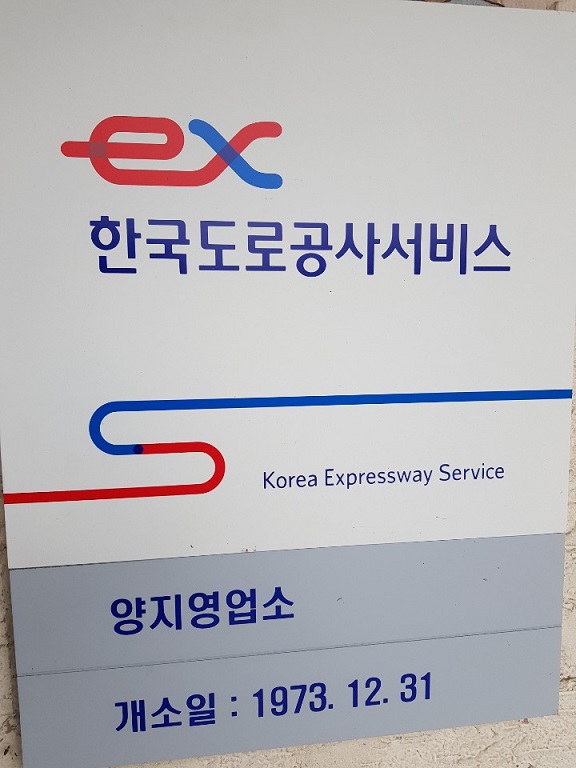 ex
한국도로공사서비스
Korea Expressway Service
양지영업소
개소일 : 1973. 12. 31